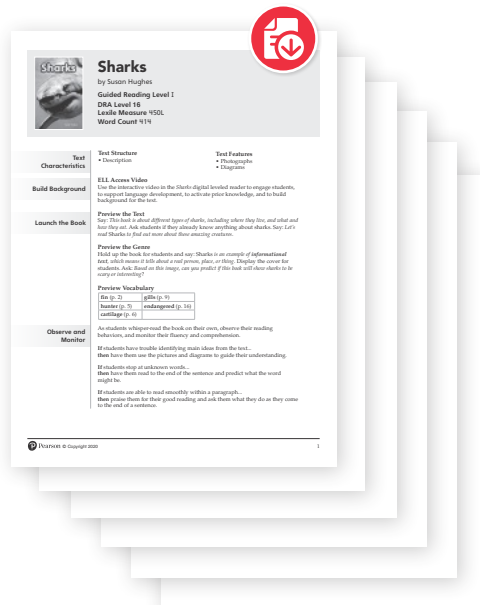 Sharks
Sharks
by Susan Hughes
Guided Reading Level I
DRA Level 16
Lexile Measure 450L
Word Count 414
Text
Characteristics
Text Structure
• Description
Text Features
• Photographs
• Diagrams
Build Background
ELL Access Video
Use the interactive video in the Sharks digital leveled reader to engage students,
to support language development, to activate prior knowledge, and to build
background for the text.
Launch the Book
Preview the Text
Say: This book is about different types of sharks, including where they live, and what and
how they eat. Ask students if they already know anything about sharks. Say: Let's
read Sharks to find out more about these amazing creatures.
Preview the Genre
Hold up the book for students and say: Sharks is an example of informational
text, which means it tells about a real person, place, or thing. Display the cover for
students. Ask: Based on this image, can you predict if this book will show sharks to be
scary or interesting?
Preview Vocabulary
fin (p. 2) gills (p. 9)
hunter (p. 5) endangered (p. 16)
cartilage (p. 6)
Observe and
Monitor
As students whisper-read the book on their own, observe their reading
behaviors, and monitor their fluency and comprehension.
If students have trouble identifying main ideas from the text...
then have them use the pictures and diagrams to guide their understanding.
If students stop at unknown words...
then have them read to the end of the sentence and predict what the word
might be.
If students are able to read smoothly within a paragraph...
then praise them for their good reading and ask them what they do as they come
to the end of a sentence.
Pearson © Copyright 2020
1